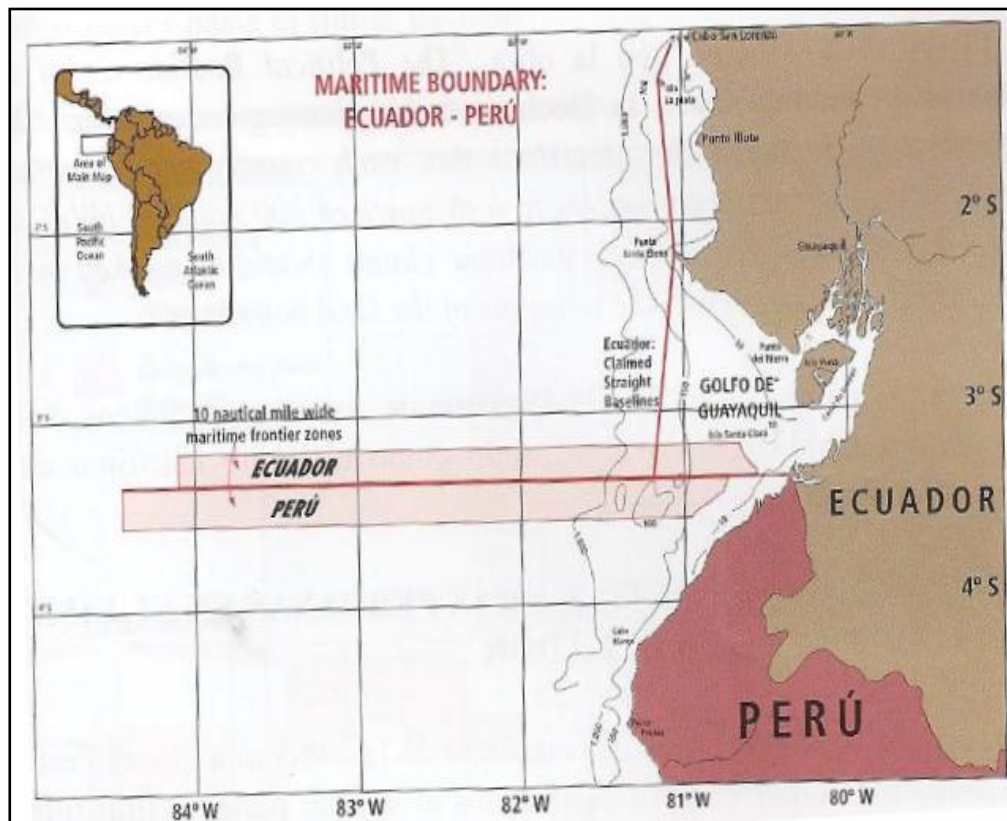 MARITIME BOUNDARY:
ECUADOR - PERÚ
Area of
Main Map
South
Pacific
Ocean
South
Atlantic
Ocean
84°W
Cabo San Lorenzo
Isla
La plata
2° S
Punta
Santa Elena
Guayaquil
Ecuador:
Claimed
Straight
Baselines
Punta
del Morro
Isla Puná
GOLFO DE
GUAYAQUIL
3° S
Isla Santa Clara
10 nautical mile wide
maritime frontier zones
ECUADOR
PERÚ
ECUADOR
4° S
Cabo
Blanco
PERÚ
84°W
83°W
82°W
81°W
80°W